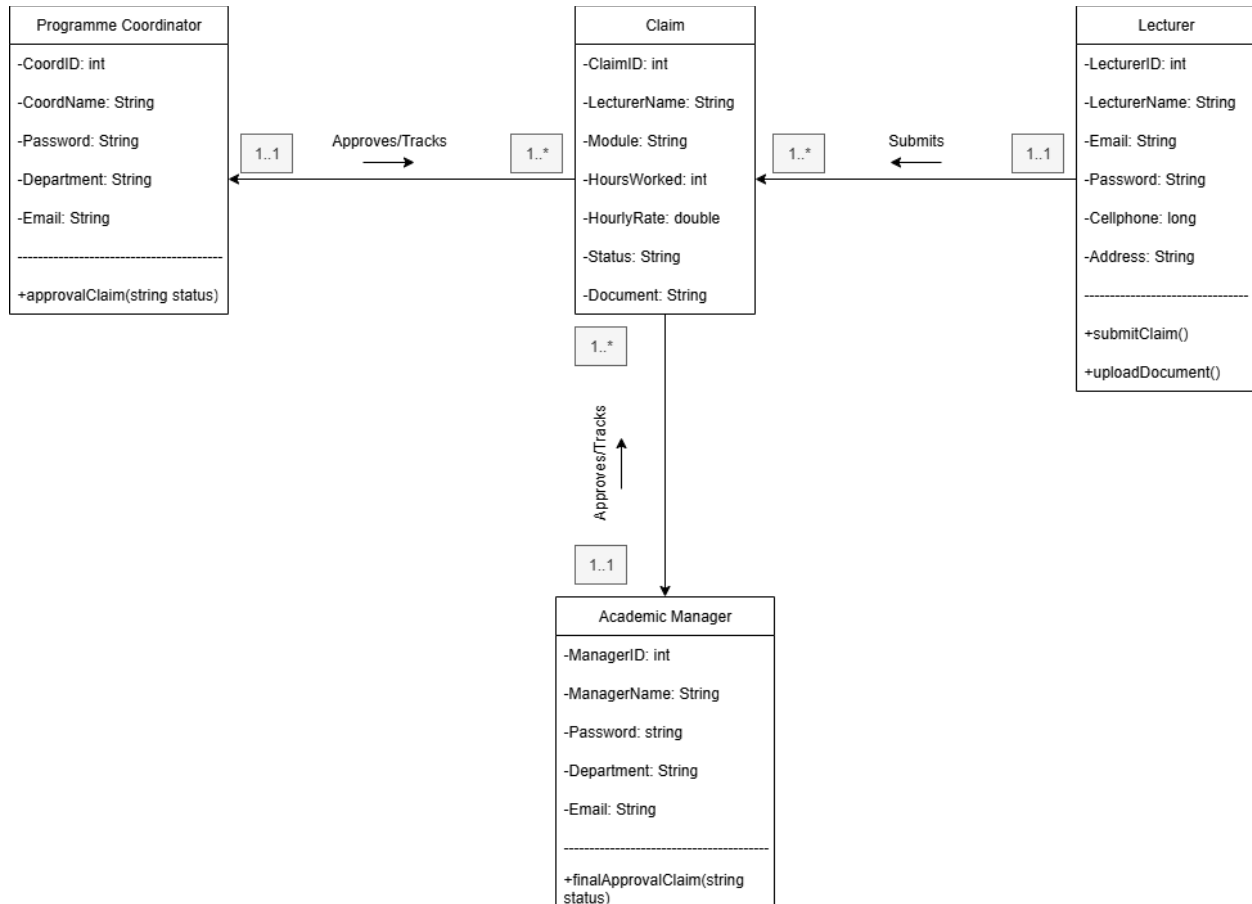 Programme Coordinator
-CoordID: int
-CoordName: String
-Password: String
-Department: String
-Email: String
-----------------------------------------
+approvalClaim(string status)
1..1
Approves/Tracks
1..*
Claim
-ClaimID: int
-LecturerName: String
-Module: String
-HoursWorked: int
-HourlyRate: double
-Status: String
-Document: String
1..*
Submits
1..1
Lecturer
-LecturerID: int
-LecturerName: String
-Email: String
-Password: String
-Cellphone: long
-Address: String
---------------------------------
+submitClaim()
+uploadDocument()
1..*
Approves/Tracks
1..1
Academic Manager
-ManagerID: int
-ManagerName: String
-Password: string
-Department: String
-Email: String
-----------------------------------------
+finalApprovalClaim(string
status)